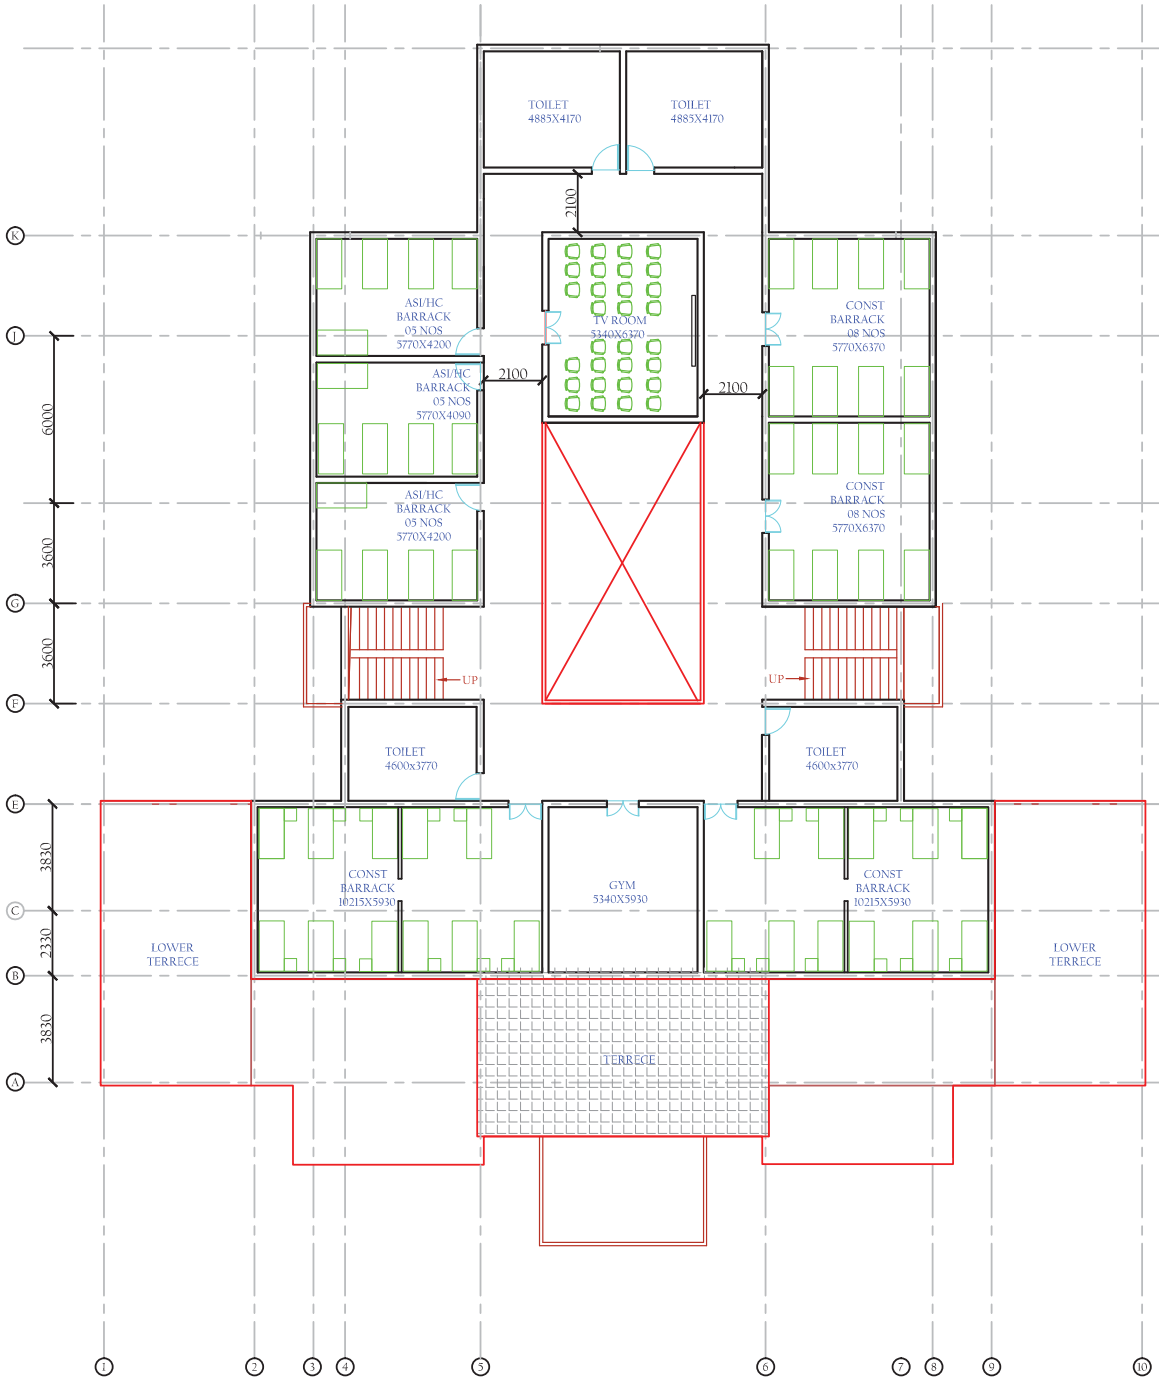 TOILET
4885X4170
TOILET
4885X4170
2100
K
ASI/HC
BARRACK
05 NOS
5770X4200
TV ROOM
5340X6370
CONST
BARRACK
08 NOS
5770X6370
J
2100
2100
ASI/HC
BARRACK
05 NOS
5770X4090
6000
ASI/HC
BARRACK
05 NOS
5770X4200
CONST
BARRACK
08 NOS
5770X6370
3600
G
3600
UP
UP
F
TOILET
4600x3770
TOILET
4600x3770
E
3830
CONST
BARRACK
10215X5930
GYM
5340X5930
CONST
BARRACK
10215X5930
C
2330
LOWER
TERRECE
LOWER
TERRECE
B
3830
TERRECE
A
1
2
3
4
5
6
7
8
9
10